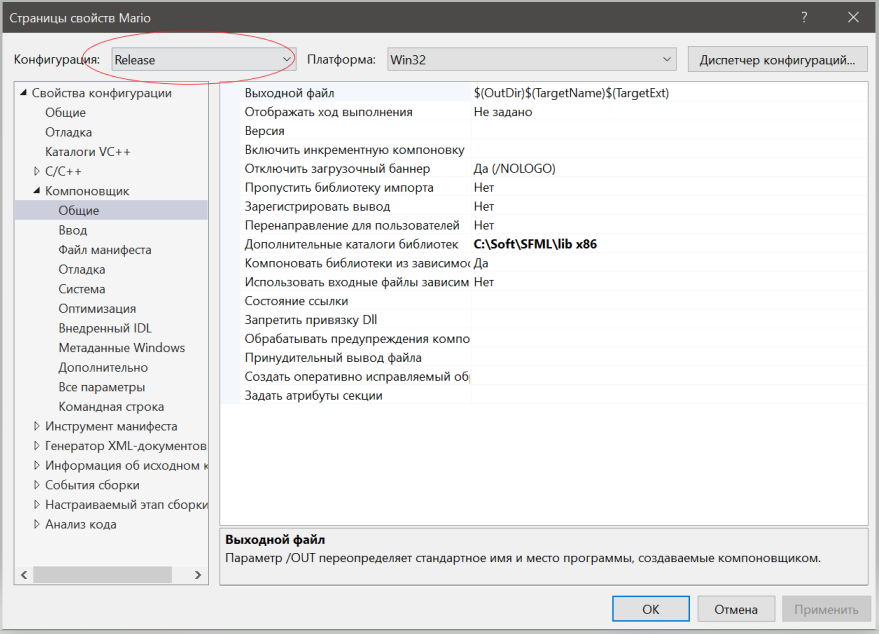 Страницы свойств Mario
Конфигурация: Release Платформа: Win32 Диспетчер конфигураций...
Свойства конфигурации
Общие
Отладка
Каталоги VC++
C/C++
Компоновщик
Общие
Ввод
Файл манифеста
Отладка
Система
Оптимизация
Внедренный IDL
Метаданные Windows
Дополнительно
Все параметры
Командная строка
Инструмент манифеста
Генератор XML-документов
Информация об исходном к
События сборки
Настраиваемый этап сборки
Анализ кода
Выходной файл $(OutDir)$(TargetName)$(TargetExt)
Отображать ход выполнения Не задано
Версия
Включить инкрементную компоновку
Отключить загрузочный баннер Да (/NOLOGO)
Пропустить библиотеку импорта Нет
Зарегистрировать вывод Нет
Перенаправление для пользователей Нет
Дополнительные каталоги библиотек C:\Soft\SFML\lib x86
Компоновать библиотеки из зависимос Да
Использовать входные файлы зависим Нет
Состояние ссылки
Запретить привязку Dll
Обрабатывать предупреждения компо
Принудительный вывод файла
Создать оперативно исправляемый обр
Задать атрибуты секции
Выходной файл
Параметр /OUT переопределяет стандартное имя и место программы, создаваемые компоновщиком.
ОК Отмена Применить